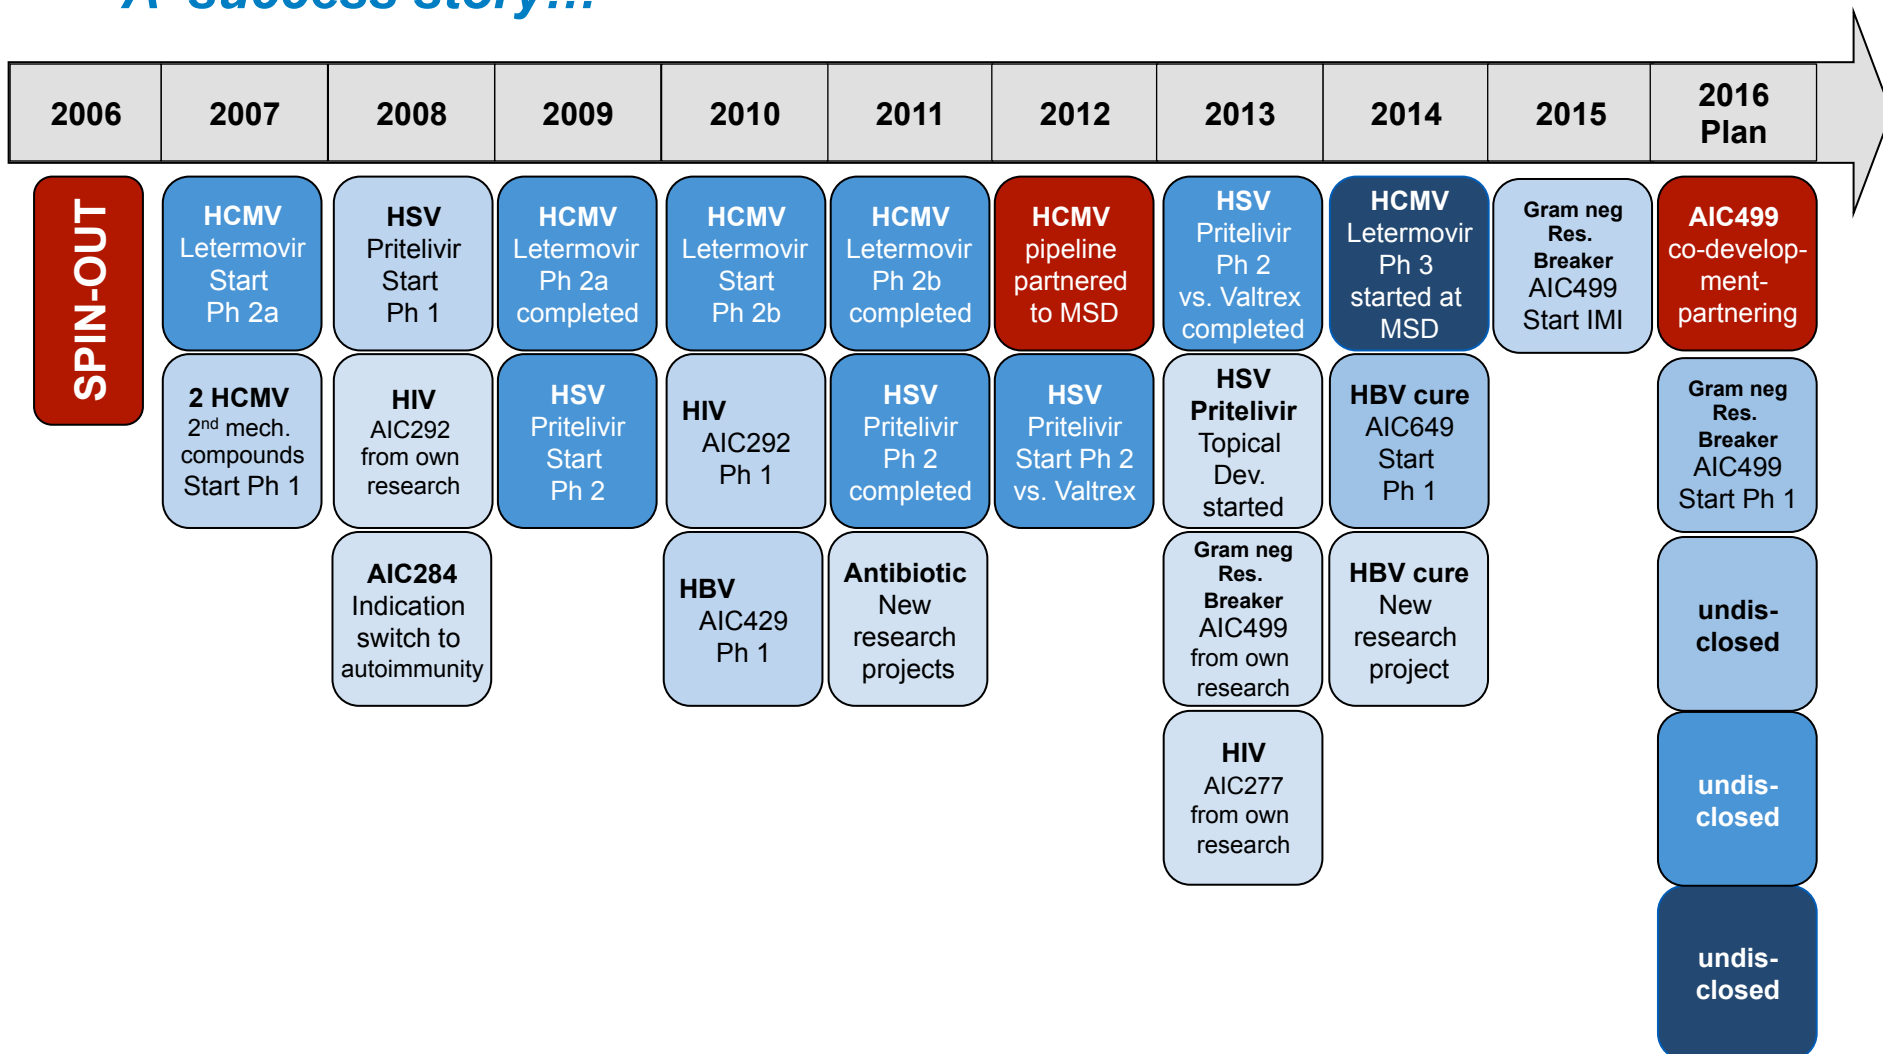 A success story...
2006
2007
2008
2009
2010
2011
2012
2013
2014
2015
2016
Plan
SPIN-OUT
HCMV
Letermovir
Start
Ph 2a
2 HCMV
2nd mech.
compounds
Start Ph 1
HSV
Pritelivir
Start
Ph 1
HIV
AIC292
from own
research
AIC284
Indication
switch to
autoimmunity
HCMV
Letermovir
Ph 2a
completed
HSV
Pritelivir
Start
Ph 2
HCMV
Letermovir
Start
Ph 2b
HIV
AIC292
Ph 1
HBV
AIC429
Ph 1
HCMV
Letermovir
Ph 2b
completed
HSV
Pritelivir
Ph 2
completed
Antibiotic
New
research
projects
HCMV
pipeline
partnered
to MSD
HSV
Pritelivir
Start Ph 2
vs. Valtrex
HSV
Pritelivir
Ph 2
vs. Valtrex
completed
HSV
Pritelivir
Topical
Dev.
started
Gram neg
Res.
Breaker
AIC499
from own
research
HIV
AIC277
from own
research
HCMV
Letermovir
Ph 3
started at
MSD
HBV cure
AIC649
Start
Ph 1
HBV cure
New
research
project
Gram neg
Res.
Breaker
AIC499
Start IMI
AIC499
co-develop-
ment-
partnering
Gram neg
Res.
Breaker
AIC499
Start Ph 1
undis-
closed
undis-
closed
undis-
closed